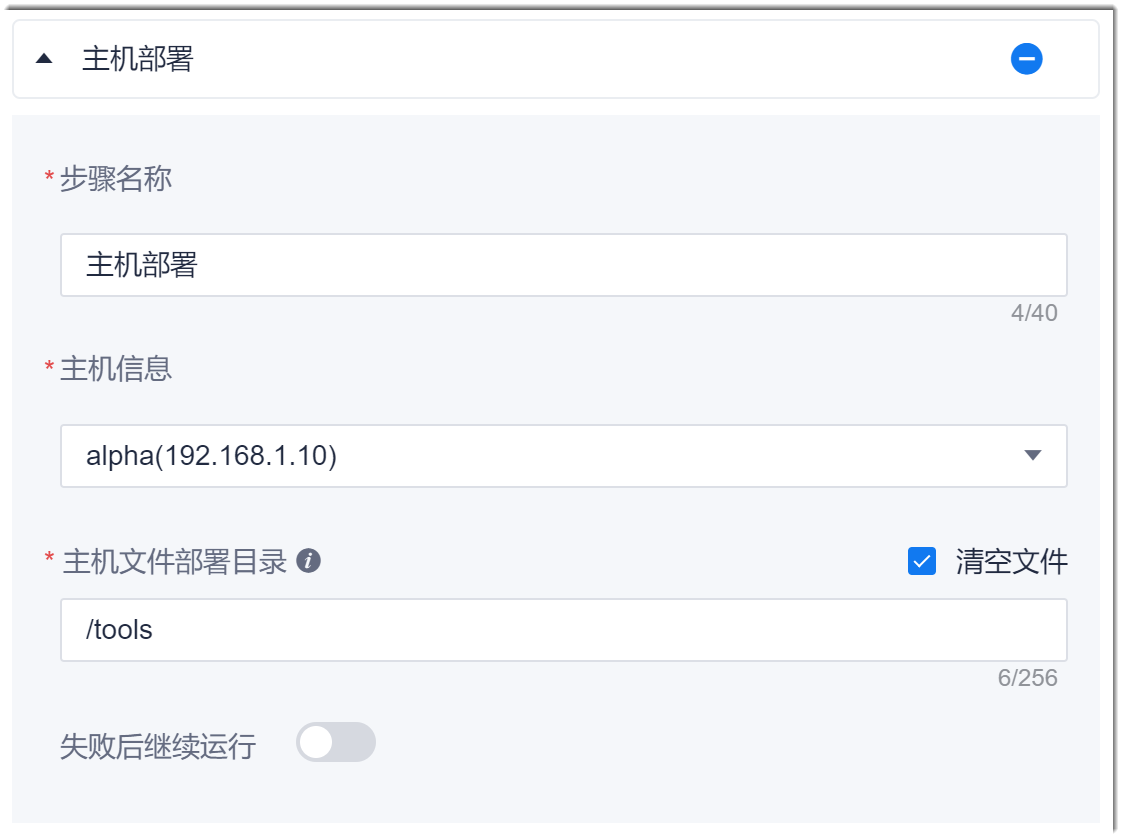 主机部署
* 步骤名称
主机部署
4/40
* 主机信息
alpha(192.168.1.10)
* 主机文件部署目录 i 清空文件
/tools
6/256
失败后继续运行